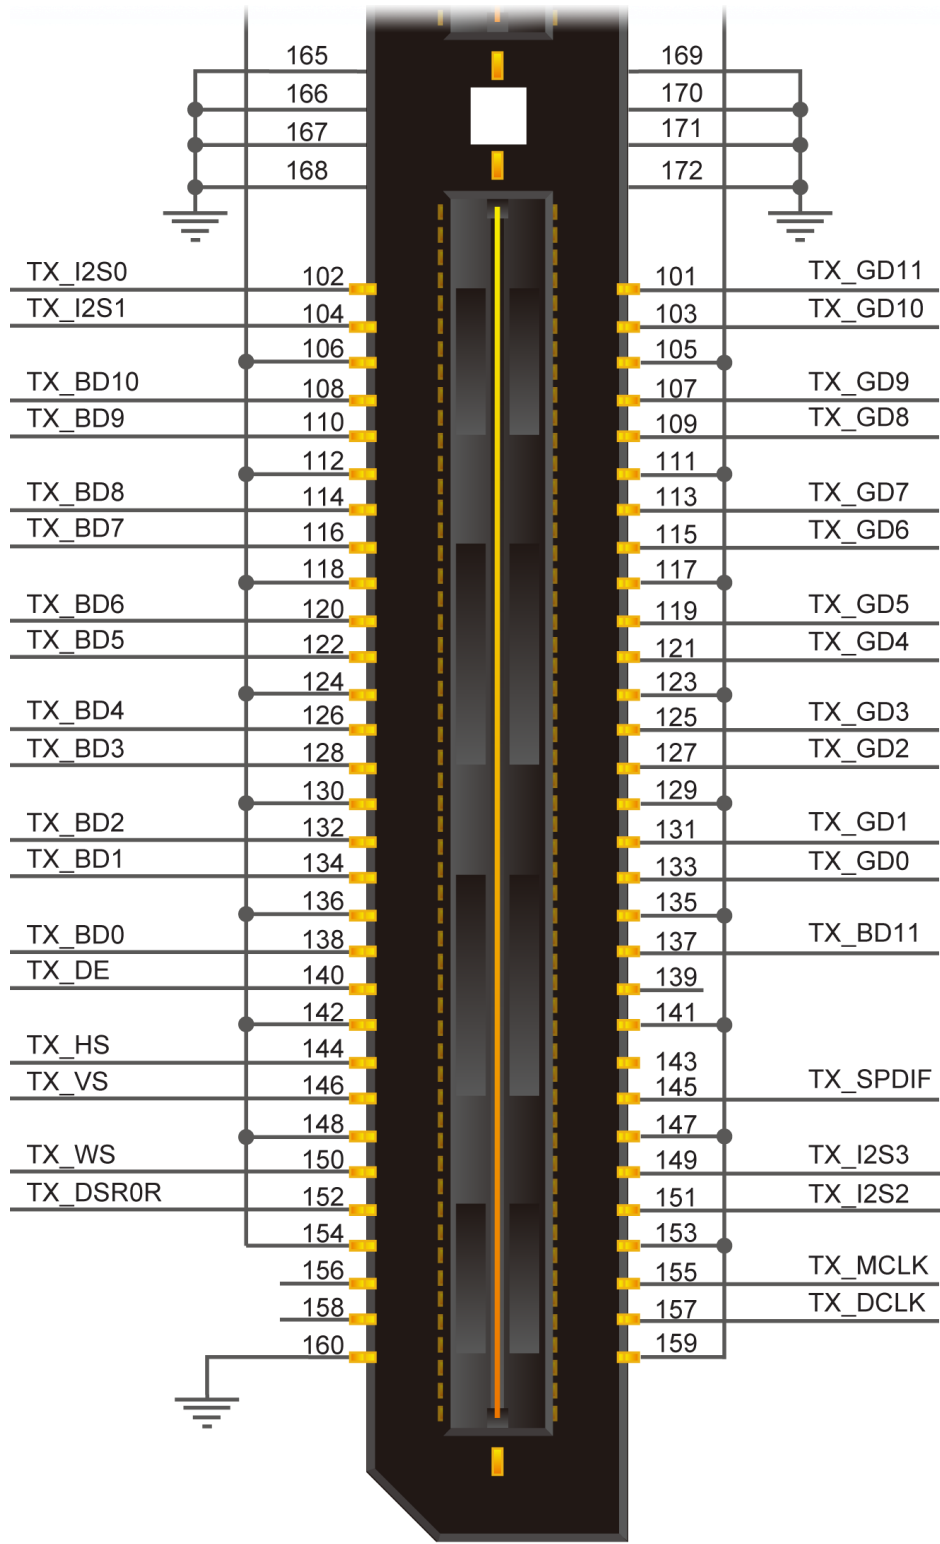 165 169
166 170
167 171
168 172
TX_I2S0 102 101 TX_GD11
TX_I2S1 104 103 TX_GD10
106 105
TX_BD10 108 107 TX_GD9
TX_BD9 110 109 TX_GD8
112 111
TX_BD8 114 113 TX_GD7
TX_BD7 116 115 TX_GD6
118 117
TX_BD6 120 119 TX_GD5
TX_BD5 122 121 TX_GD4
124 123
TX_BD4 126 125 TX_GD3
TX_BD3 128 127 TX_GD2
130 129
TX_BD2 132 131 TX_GD1
TX_BD1 134 133 TX_GD0
136 135
TX_BD0 138 137 TX_BD11
TX_DE 140 139
142 141
TX_HS 144 143
TX_VS 146 145 TX_SPDIF
148 147
TX_WS 150 149 TX_I2S3
TX_DSR0R 152 151 TX_I2S2
154 153
156 155 TX_MCLK
158 157 TX_DCLK
160 159